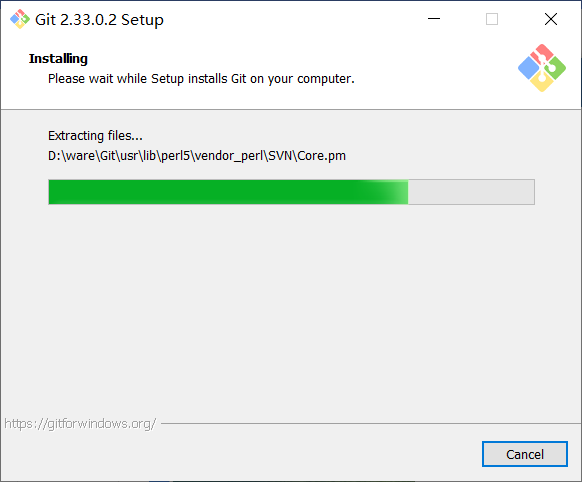 Git 2.33.0.2 Setup
Installing
Please wait while Setup installs Git on your computer.
Extracting files...
D:\ware\Git\usr\lib\perl5\vendor_perl\SVN\Core.pm
https://gitforwindows.org/
Cancel